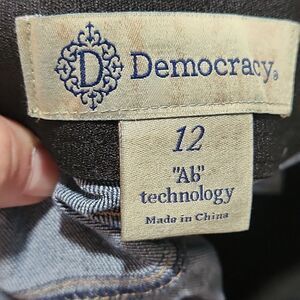 D Democracy®
12
"Ab"
technology
Made in China